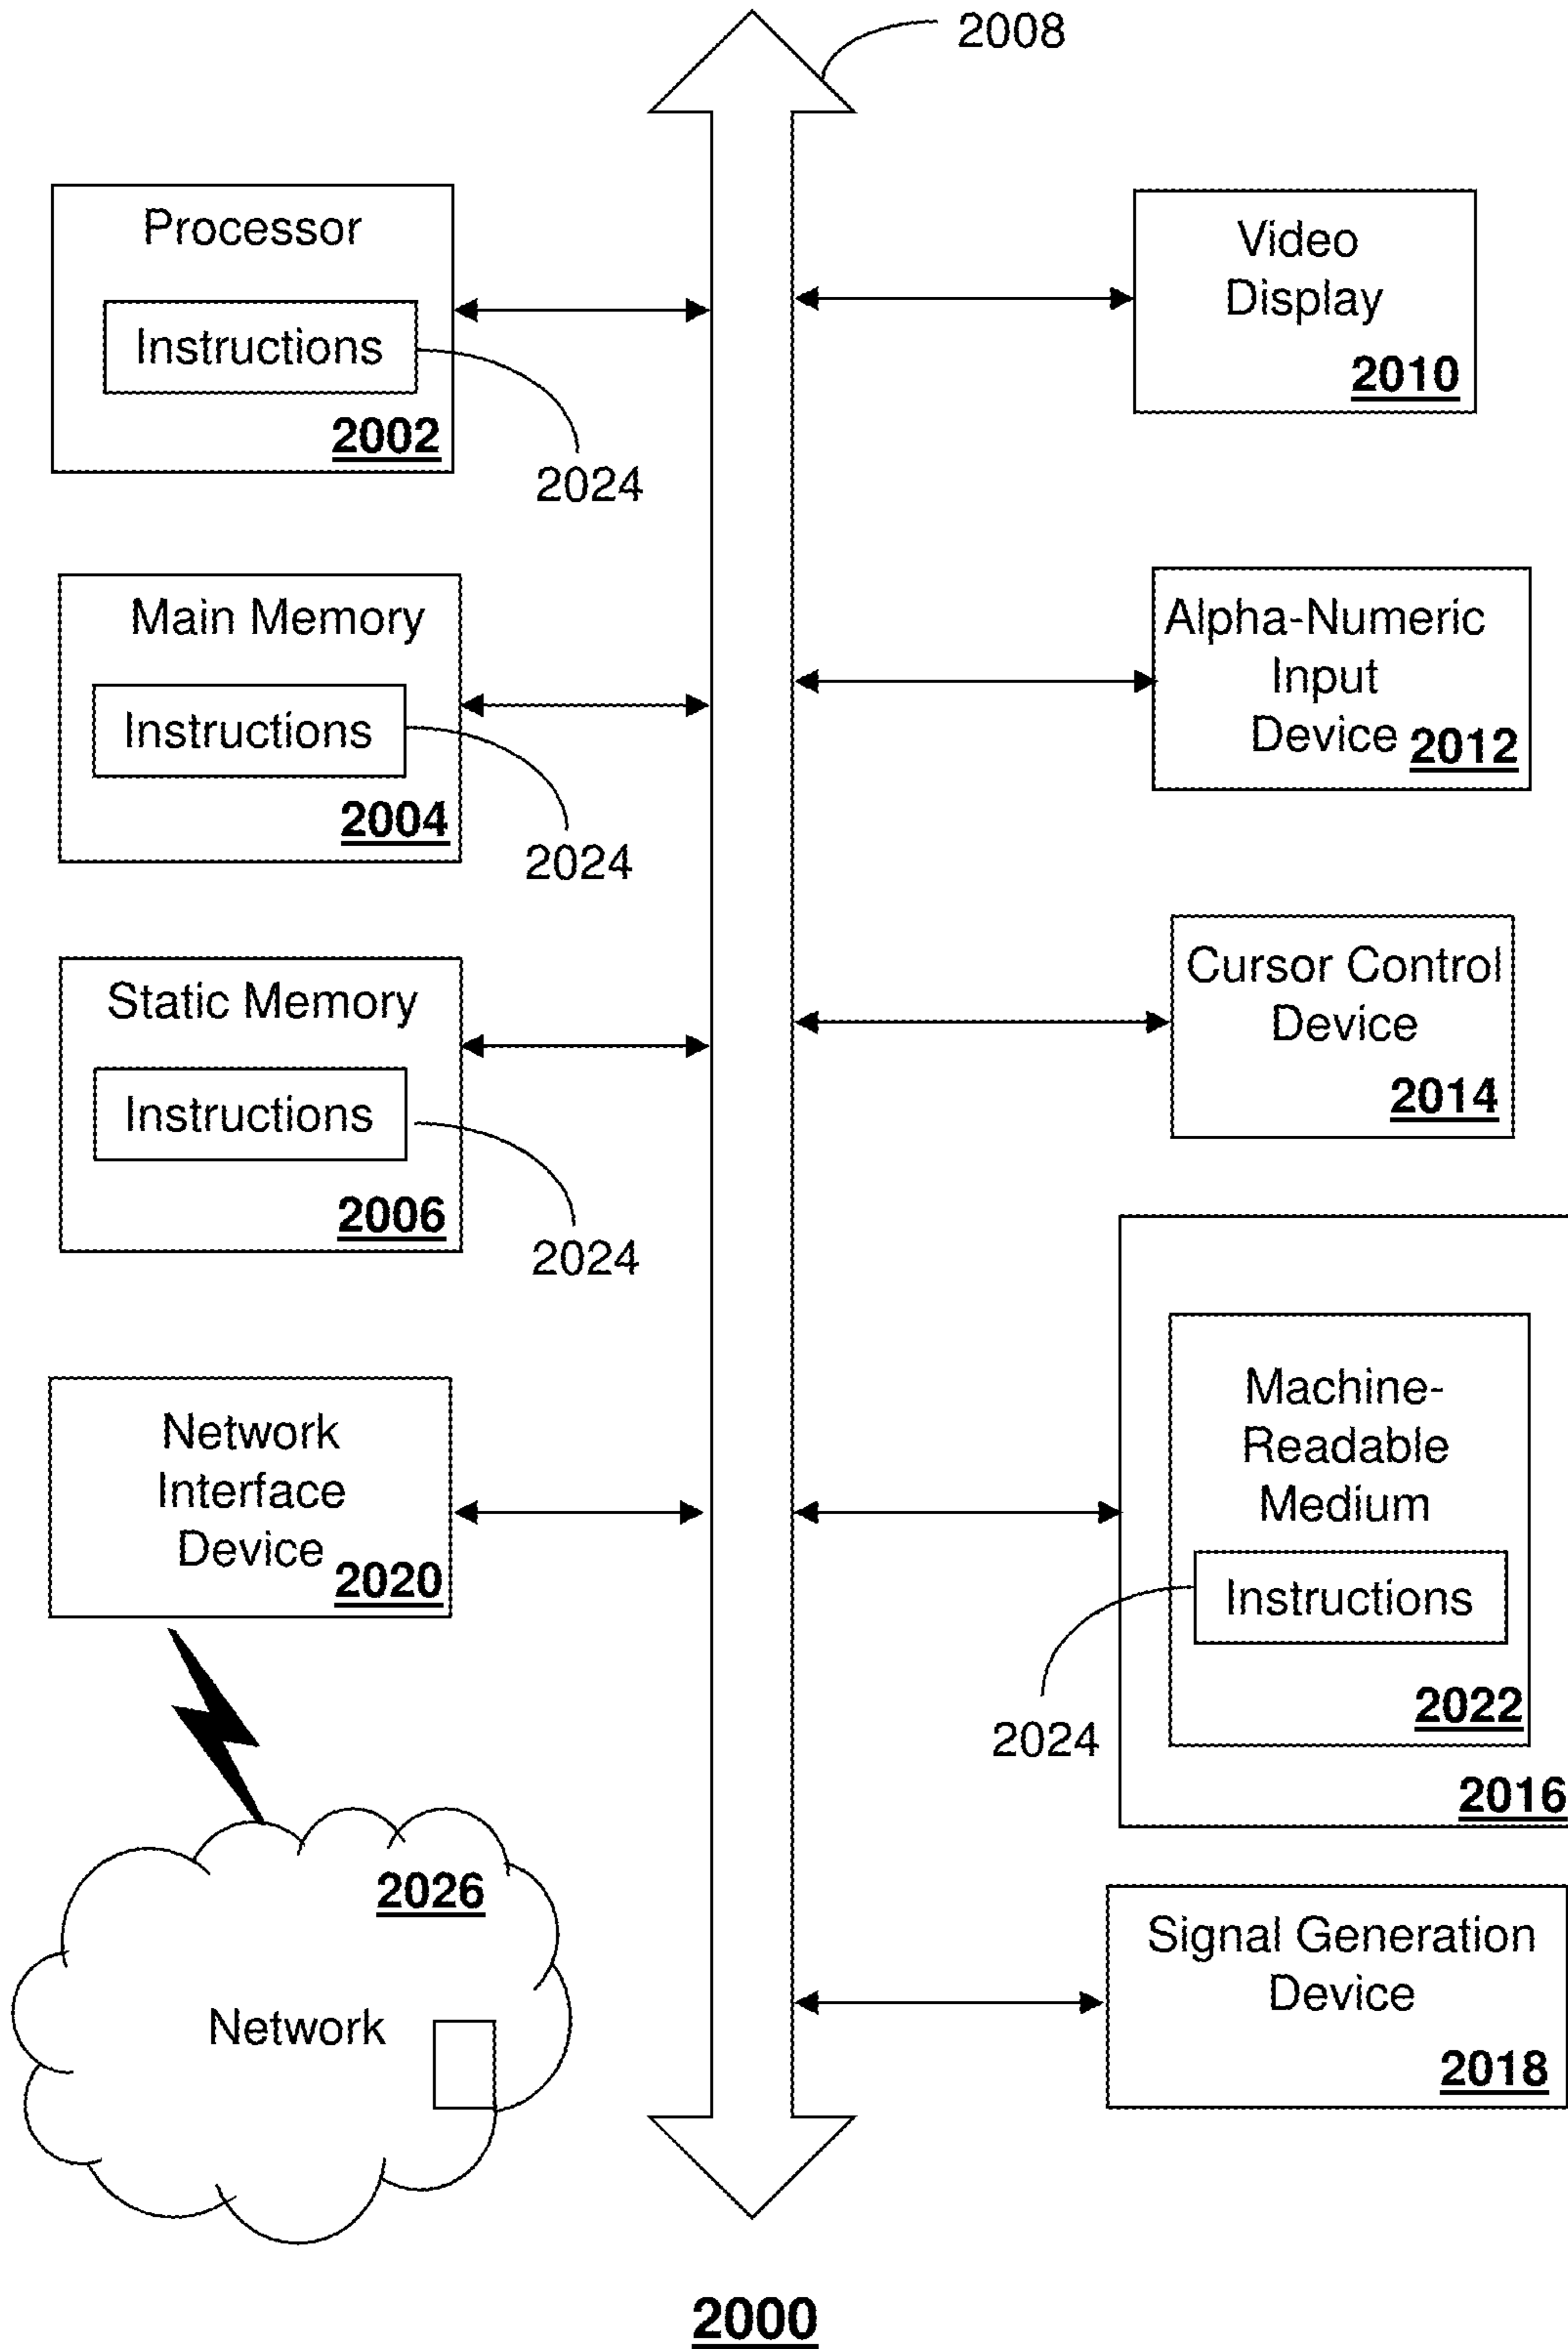 2008
Processor
Instructions
2002
2024
Main Memory
Instructions
2004
2024
Static Memory
Instructions
2006
2024
Network
Interface
Device
2020
2026
Network
Video
Display
2010
Alpha-Numeric
Input
Device 2012
Cursor Control
Device
2014
Machine-
Readable
Medium
Instructions
2022
2024
2016
Signal Generation
Device
2018
2000